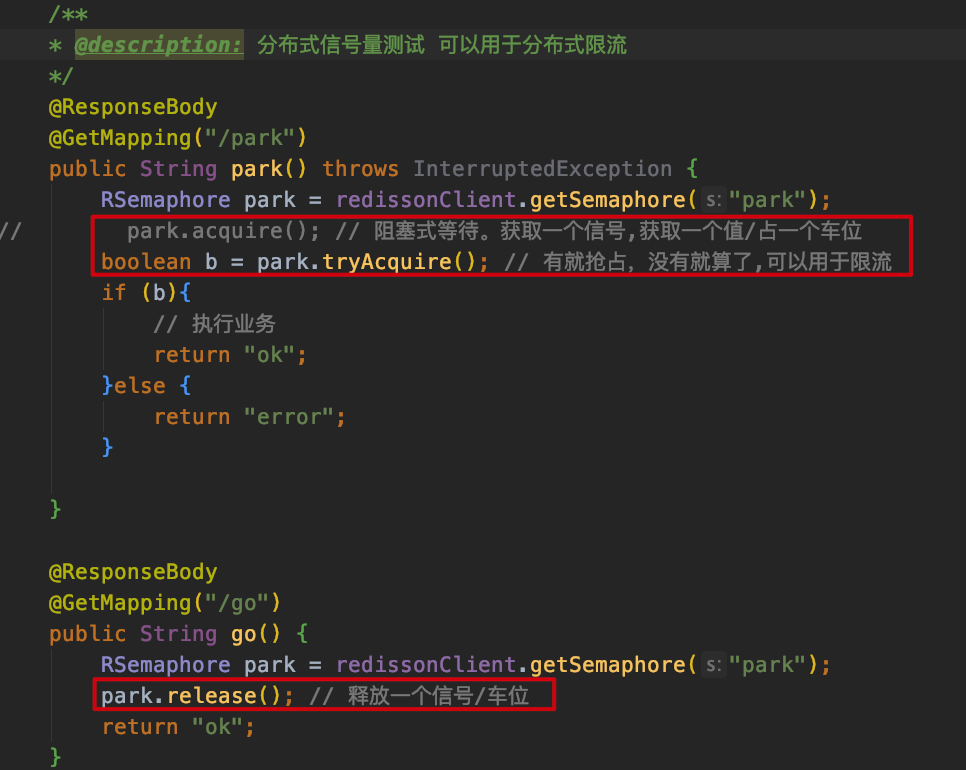 /**
* @description: 分布式信号量测试 可以用于分布式限流
*/
@ResponseBody
@GetMapping("/park")
public String park() throws InterruptedException {
RSemaphore park = redissonClient.getSemaphore( s: "park");
// park.acquire(); // 阻塞式等待。获取一个信号,获取一个值/占一个车位
boolean b = park.tryAcquire(); // 有就抢占，没有就算了,可以用于限流
if (b){
// 执行业务
return "ok";
}else {
return "error";
}
}
@ResponseBody
@GetMapping("/go")
public String go() {
RSemaphore park = redissonClient.getSemaphore( s: "park");
park.release(); // 释放一个信号/车位
return "ok";
}